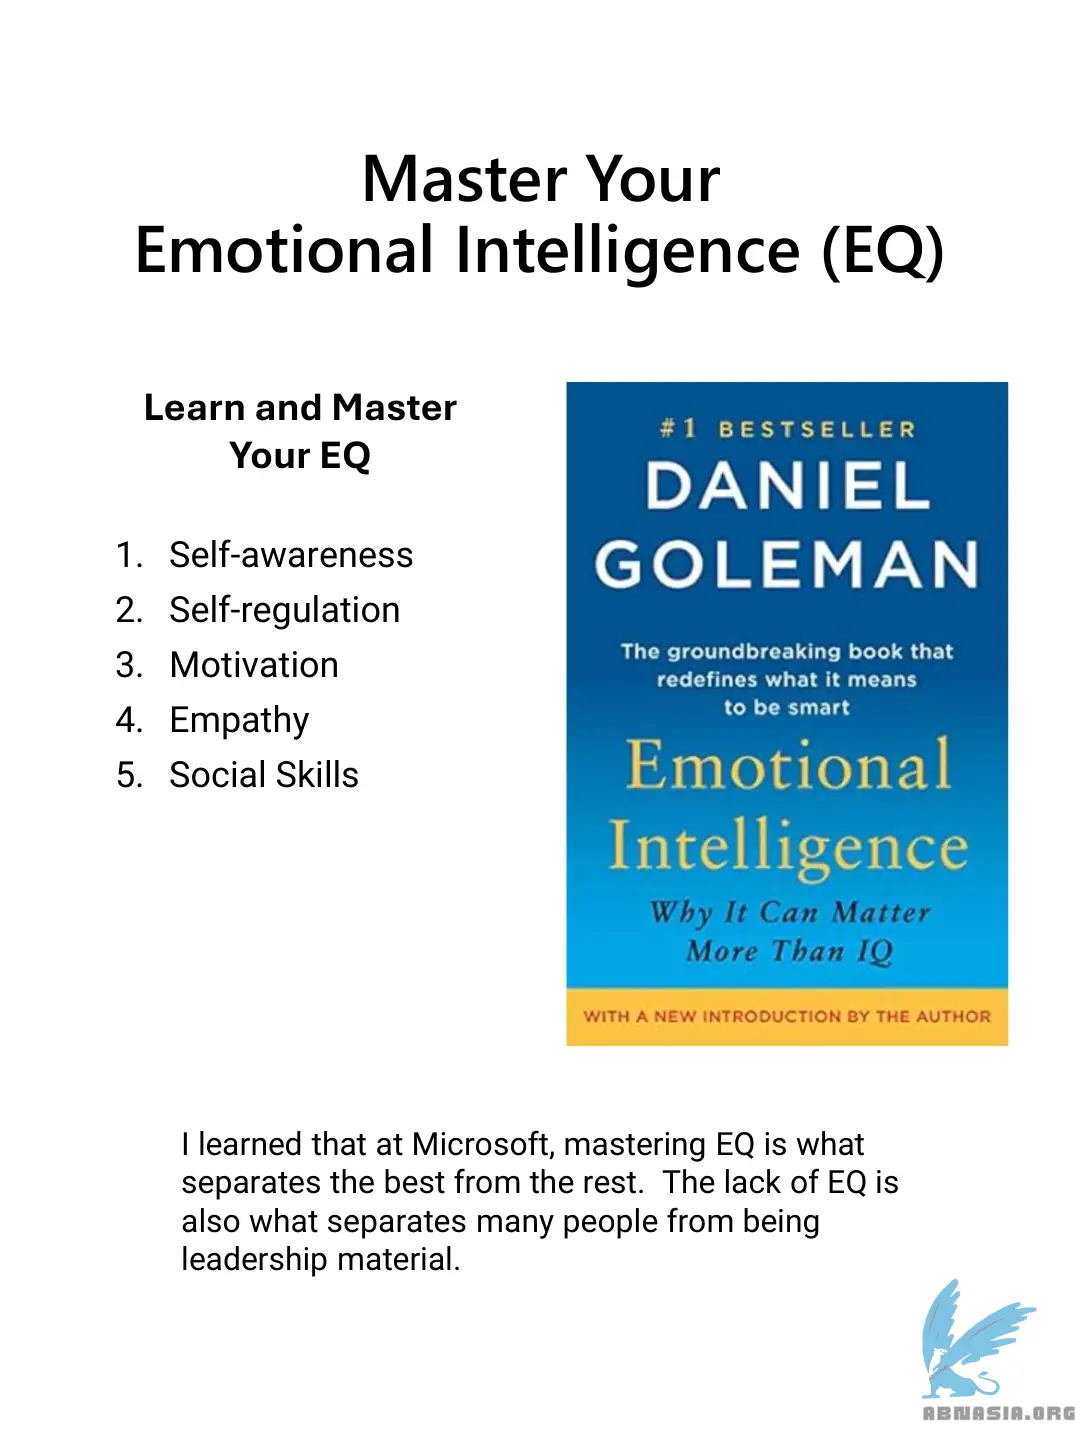 Master Your
Emotional Intelligence (EQ)
Learn and Master
Your EQ
1. Self-awareness
2. Self-regulation
3. Motivation
4. Empathy
5. Social Skills
#1 BESTSELLER
DANIEL
GOLEMAN
The groundbreaking book that
redefines what it means
to be smart
Emotional
Intelligence
Why It Can Matter
More Than IQ
WITH A NEW INTRODUCTION BY THE AUTHOR
I learned that at Microsoft, mastering EQ is what
separates the best from the rest.  The lack of EQ is
also what separates many people from being
leadership material.
ABNASIA.ORG